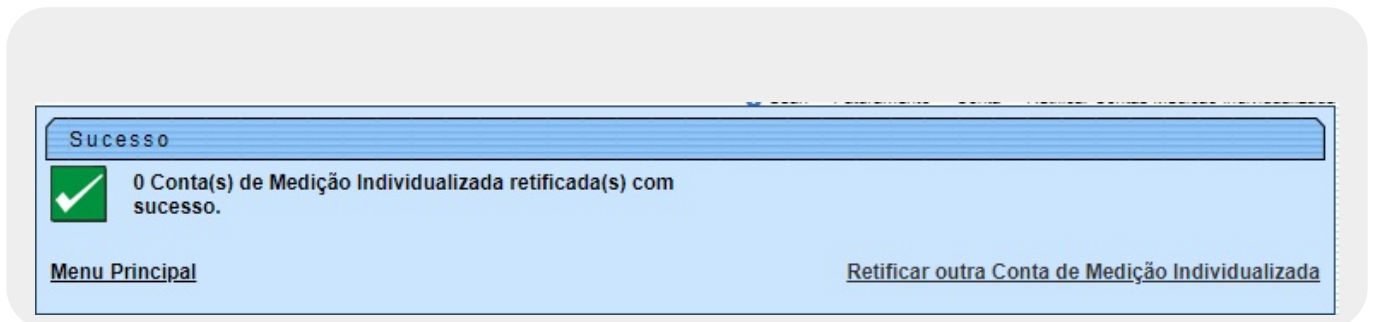 Sucesso
0 Conta(s) de Medição Individualizada retificada(s) com
sucesso.
Menu Principal
Retificar outra Conta de Medição Individualizada